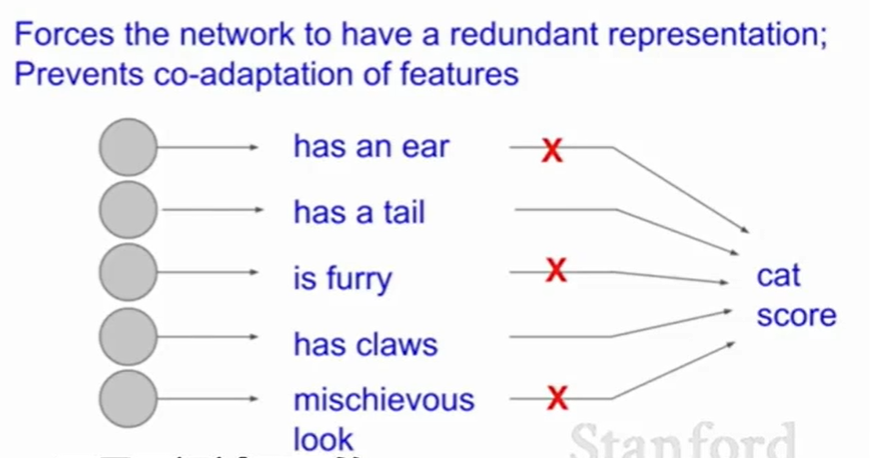 Forces the network to have a redundant representation;
Prevents co-adaptation of features
has an ear
X
has a tail
is furry
X
cat
score
has claws
mischievous
look
X
Stanford